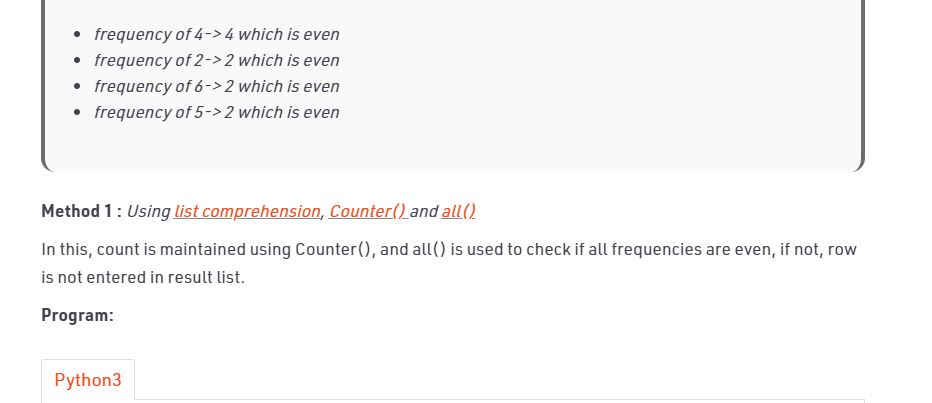 frequency of 4-> 4 which is even
frequency of 2-> 2 which is even
frequency of 6-> 2 which is even
frequency of 5-> 2 which is even
Method 1 : Using list comprehension, Counter() and all()
In this, count is maintained using Counter(), and all() is used to check if all frequencies are even, if not, row
is not entered in result list.
Program:
Python3